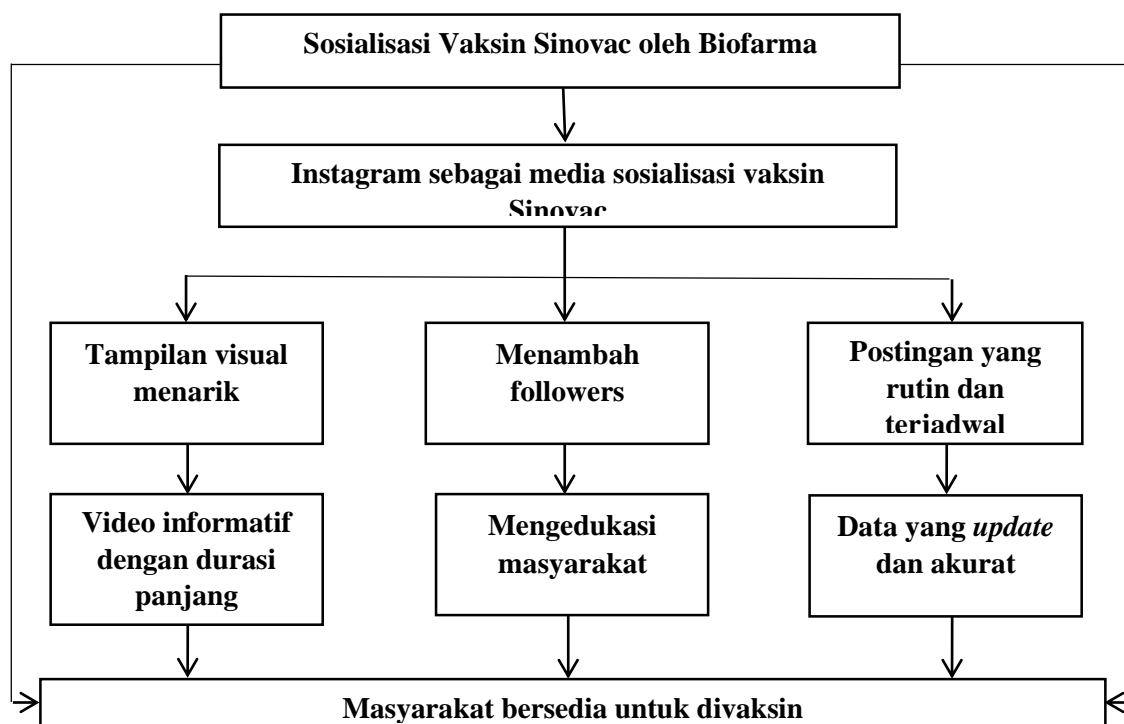 Sosialisasi Vaksin Sinovac oleh Biofarma
Instagram sebagai media sosialisasi vaksin
Sinovac
Tampilan visual
menarik
Menambah
followers
Postingan yang
rutin dan
terjadwal
Video informatif
dengan durasi
panjang
Mengedukasi
masyarakat
Data yang update
dan akurat
Masyarakat bersedia untuk divaksin